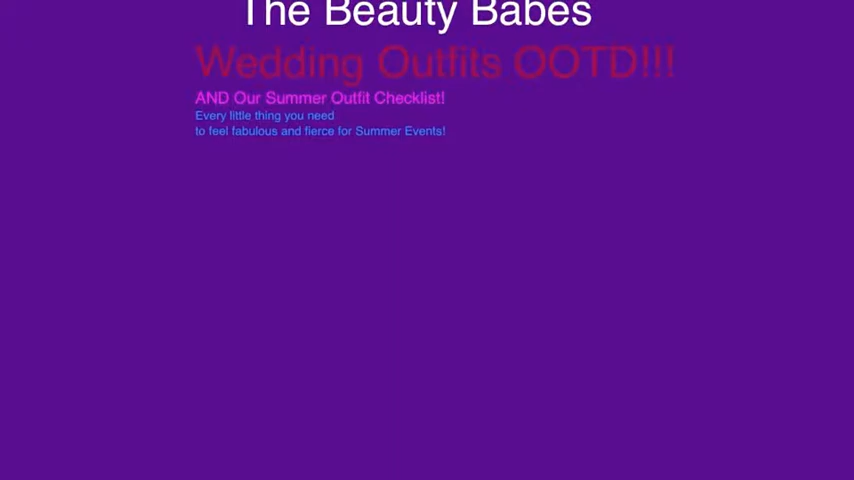 The Beauty Babes
Wedding Outfits OOTD!!!
AND Our Summer Outfit Checklist!
Every little thing you need
to feel fabulous and fierce for Summer Events!